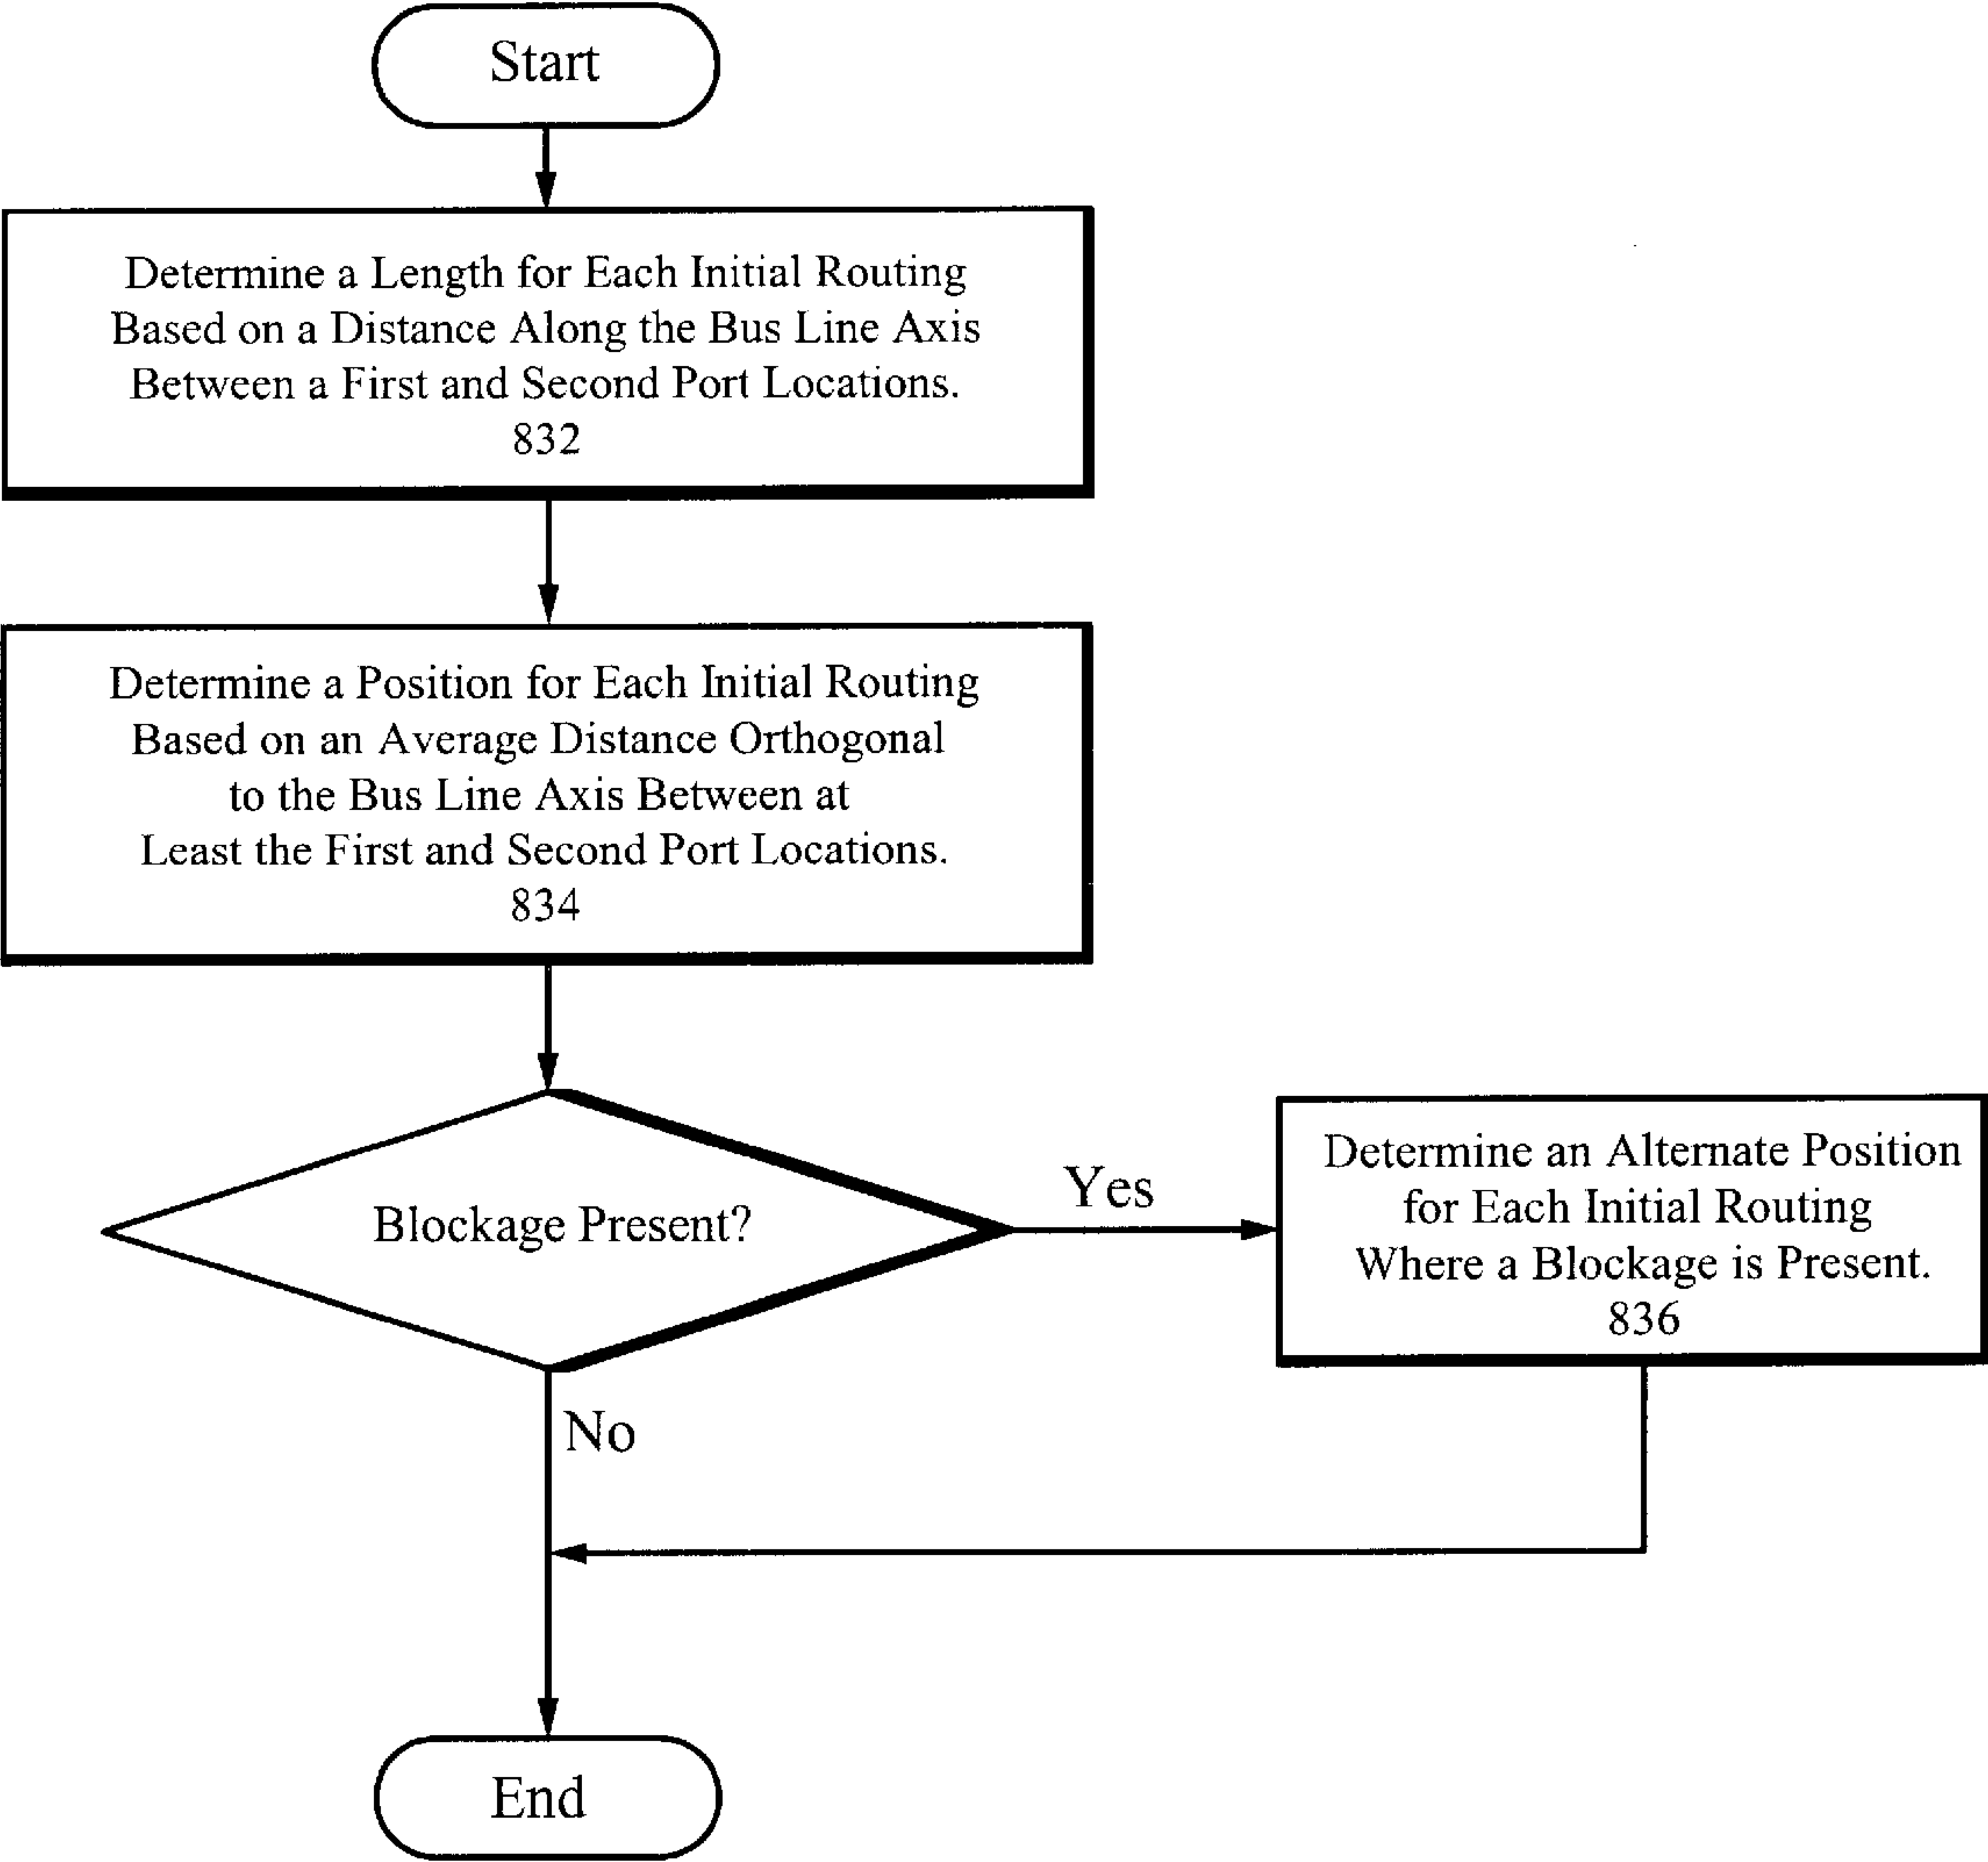 Start
Determine a Length for Each Initial Routing
Based on a Distance Along the Bus Line Axis
Between a First and Second Port Locations.
832
Determine a Position for Each Initial Routing
Based on an Average Distance Orthogonal
to the Bus Line Axis Between at
Least the First and Second Port Locations.
834
Blockage Present?
Yes
Determine an Alternate Position
for Each Initial Routing
Where a Blockage is Present.
836
No
End